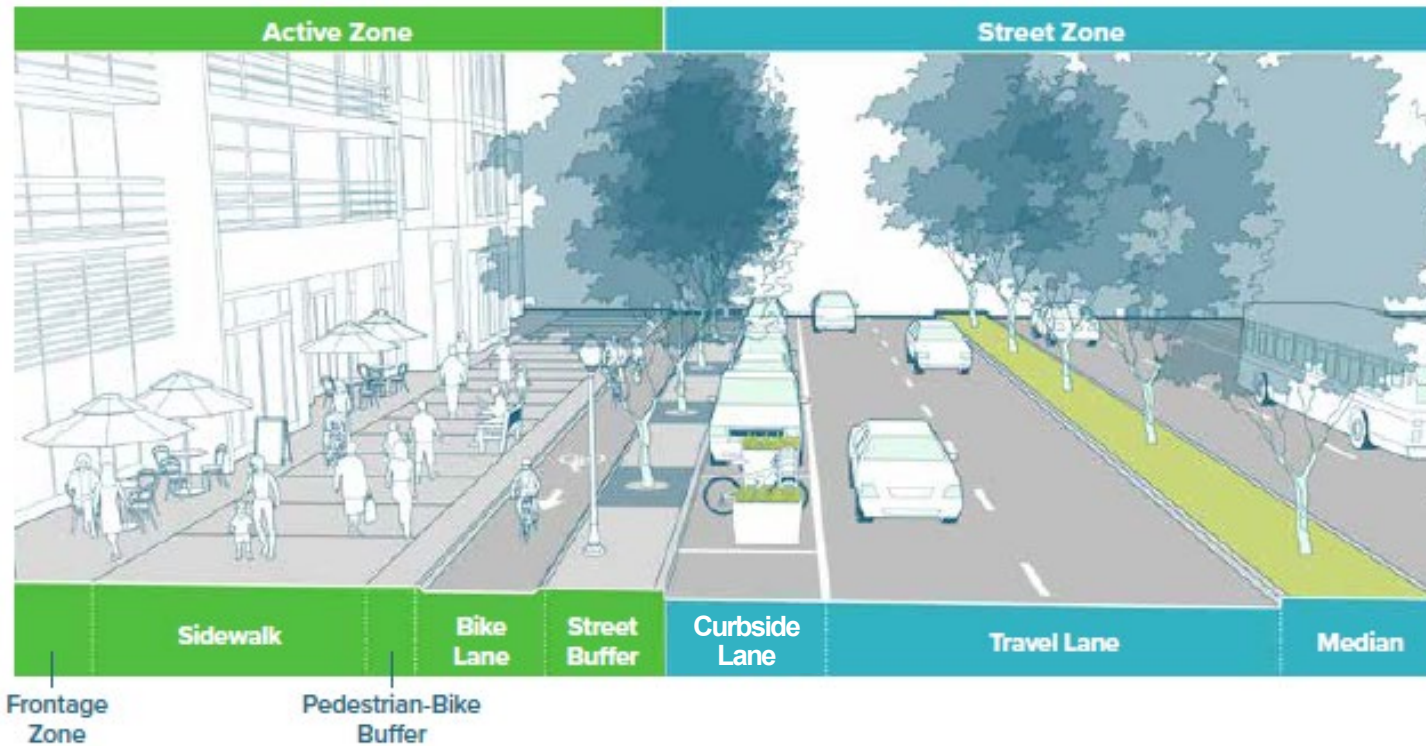 Active Zone
Street Zone
Sidewalk
Bike
Lane
Street
Buffer
Curbside
Lane
Travel Lane
Median
Frontage
Zone
Pedestrian-Bike
Buffer